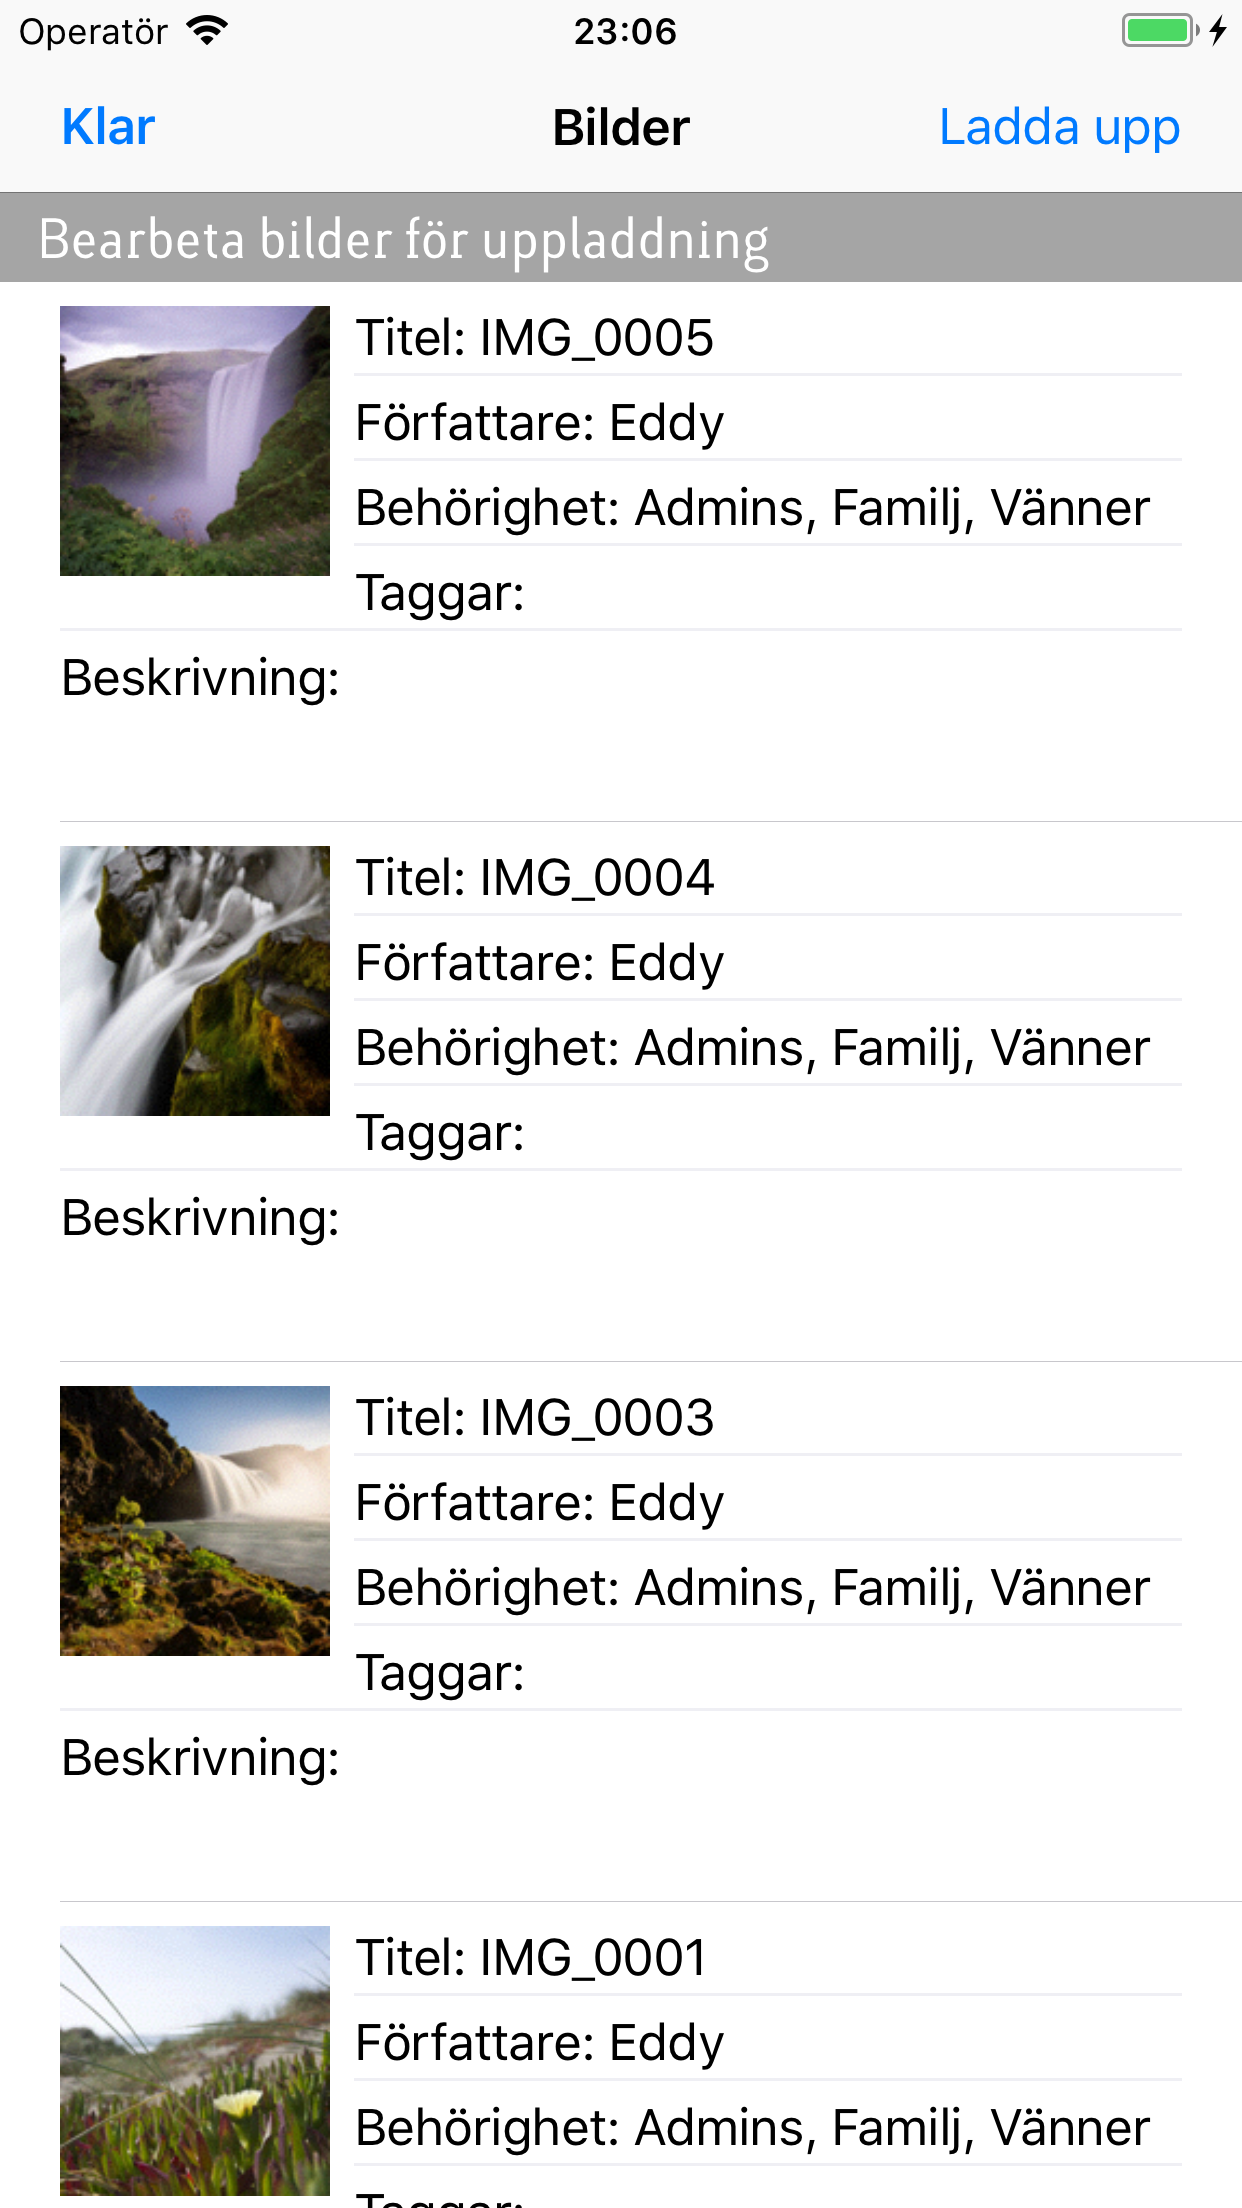 Operatör 23:06
Klar Bilder Ladda upp
Bearbeta bilder för uppladdning
Titel: IMG_0005
Författare: Eddy
Behörighet: Admins, Familj, Vänner
Taggar:
Beskrivning:
Titel: IMG_0004
Författare: Eddy
Behörighet: Admins, Familj, Vänner
Taggar:
Beskrivning:
Titel: IMG_0003
Författare: Eddy
Behörighet: Admins, Familj, Vänner
Taggar:
Beskrivning:
Titel: IMG_0001
Författare: Eddy
Behörighet: Admins, Familj, Vänner
Taggar: